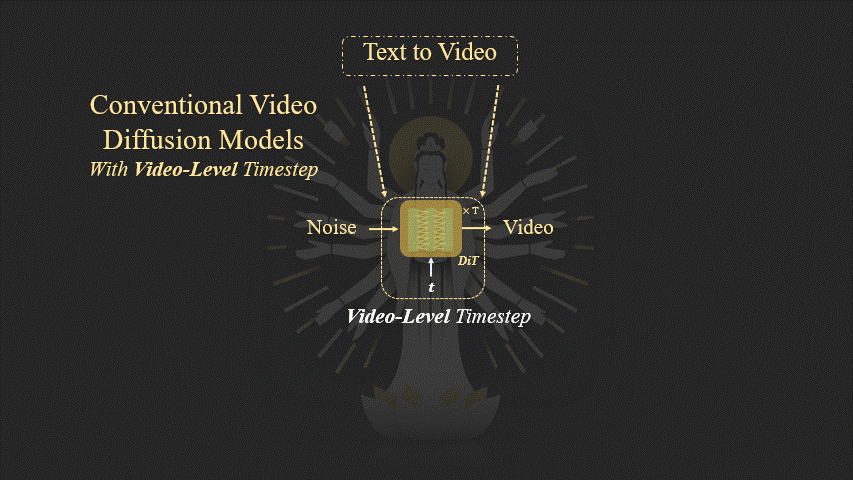 Text to Video
Conventional Video
Diffusion Models
With Video-Level Timestep
Noise
× T
Video
DiT
t
Video-Level Timestep